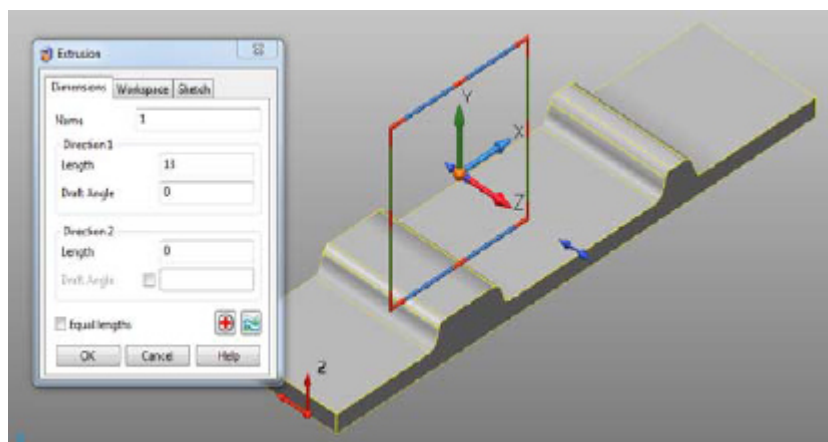 Extrusion
Dimensions Workspace Sketch
Name 1
Direction 1
Length 13
Draft Angle 0
Direction 2
Length 0
Draft Angle
Equal lengths
OK Cancel Help
Y
X
Z
Z